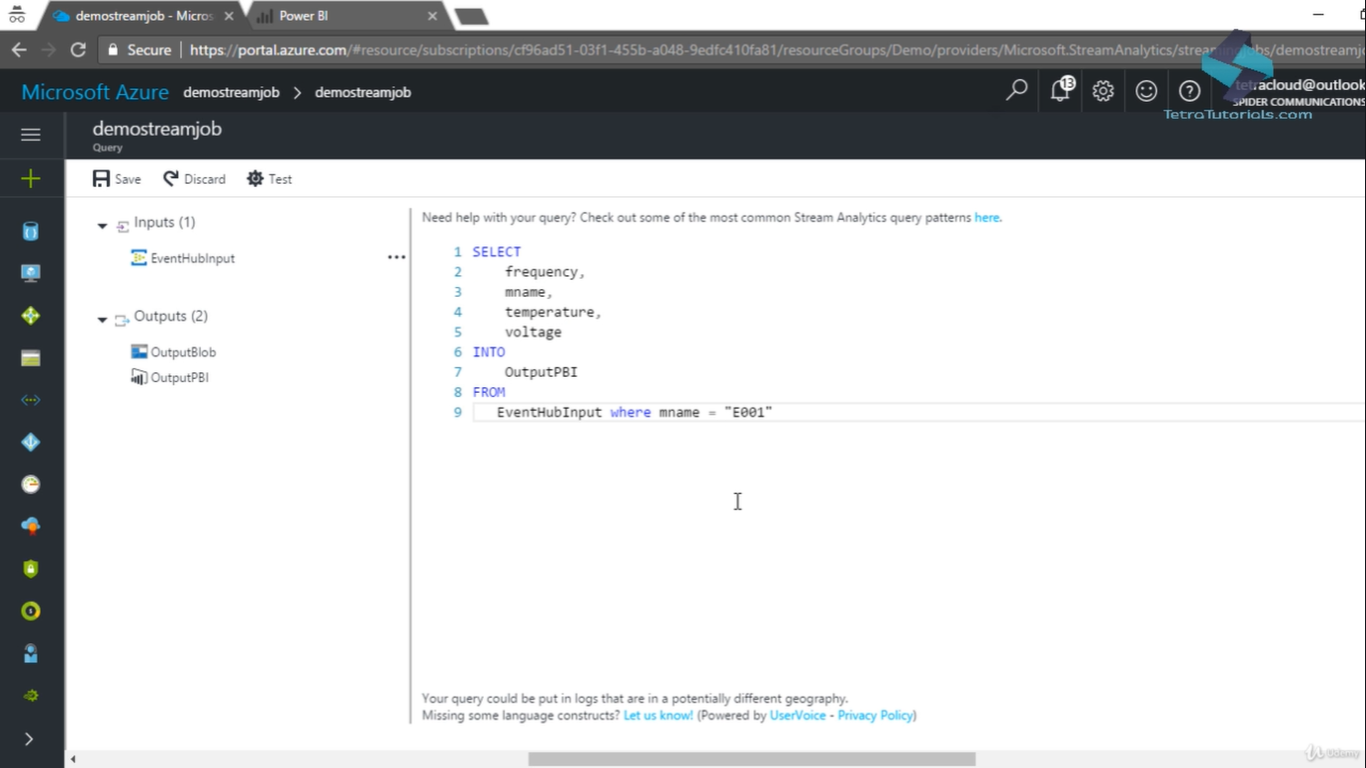 demostreamjob - Micros
Power BI
Secure
https://portal.azure.com/#resource/subscriptions/cf96ad51-03f1-455b-a048-9edfc410fa81/resourceGroups/Demo/providers/Microsoft.StreamAnalytics/streamingjobs/demostreamjo
Microsoft Azure demostreamjob > demostreamjob
13
tetracloud@outlook
SPIDER COMMUNICATIONS
TetraTutorials.com
demostreamjob
Query
Save Discard Test
Inputs (1)
EventHubInput
Outputs (2)
OutputBlob
OutputPBI
Need help with your query? Check out some of the most common Stream Analytics query patterns here.
1 SELECT
2 frequency,
3 mname,
4 temperature,
5 voltage
6 INTO
7 OutputPBI
8 FROM
9 EventHubInput where mname = "E001"
Your query could be put in logs that are in a potentially different geography.
Missing some language constructs? Let us know! (Powered by UserVoice - Privacy Policy)
Udemy